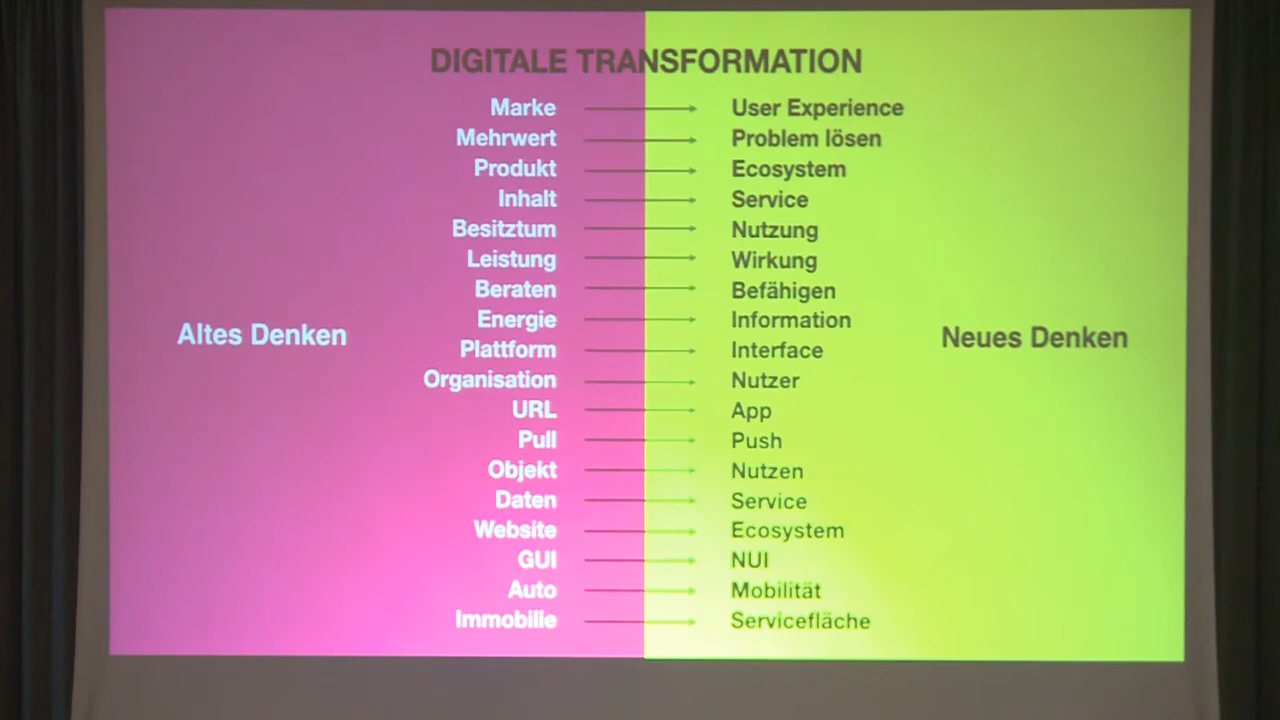 DIGITALE TRANSFORMATION
Marke → User Experience
Mehrwert → Problem lösen
Produkt → Ecosystem
Inhalt → Service
Besitztum → Nutzung
Leistung → Wirkung
Beraten → Befähigen
Energie → Information
Altes Denken
Neues Denken
Plattform → Interface
Organisation → Nutzer
URL → App
Pull → Push
Objekt → Nutzen
Daten → Service
Website → Ecosystem
GUI → NUI
Auto → Mobilität
Immobilie → Servicefläche